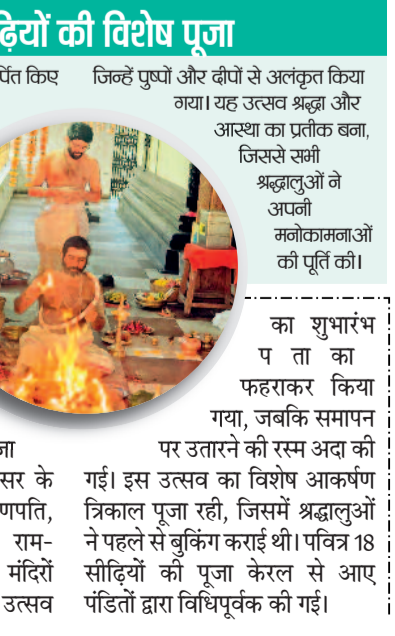 ढ़ियों की विशेष पूजा
र्पित किए
जिन्हें पुष्पों और दीपों से अलंकृत किया
गया। यह उत्सव श्रद्धा और
आस्था का प्रतीक बना,
जिससे सभी
श्रद्धालुओं ने
अपनी
मनोकामनाओं
की पूर्ति की।
जा
सर के
णपति,
राम-
मंदिरों
उत्सव
का शुभारंभ
प ता का
फहराकर किया
गया, जबकि समापन
पर उतारने की रस्म अदा की
गई। इस उत्सव का विशेष आकर्षण
त्रिकाल पूजा रही, जिसमें श्रद्धालुओं
ने पहले से बुकिंग कराई थी। पवित्र 18
सीढ़ियों की पूजा केरल से आए
पंडितों द्वारा विधिपूर्वक की गई।